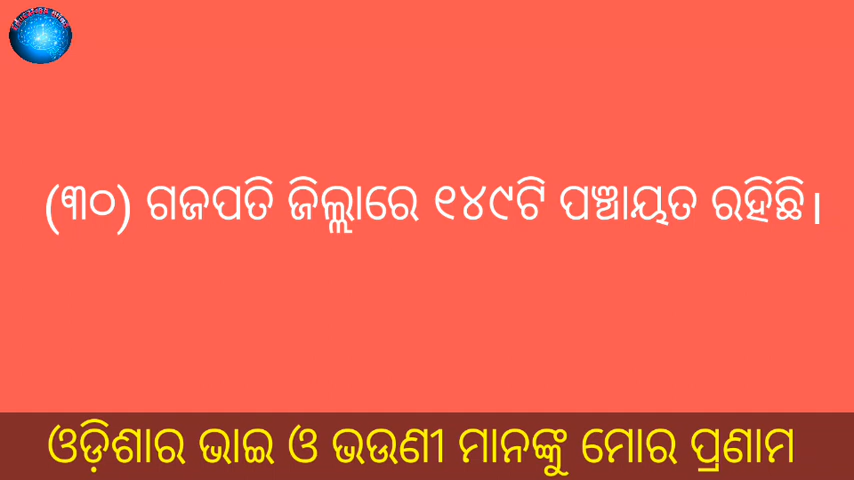 (୩୦) ଗଜପତି ଜିଲ୍ଲାରେ ୧୪୯ଟି ପଞ୍ଚାୟତ ରହିଛି।
ଓଡ଼ିଶାର ଭାଇ ଓ ଭଉଣୀ ମାନଙ୍କୁ ମୋର ପ୍ରଣାମ